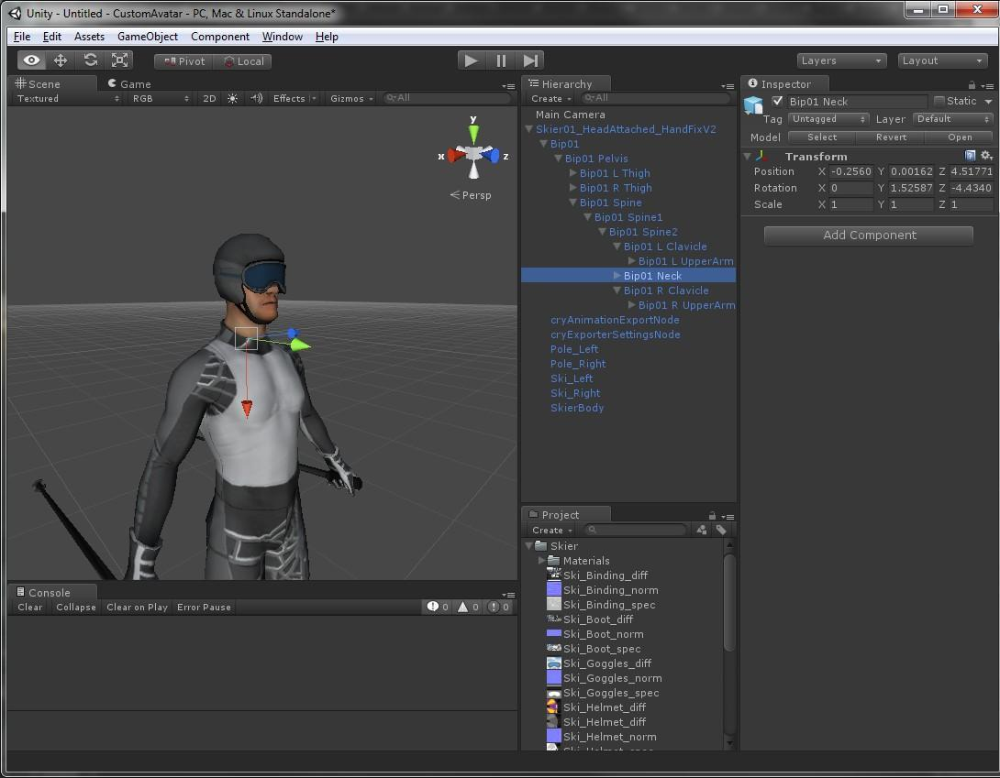 Unity - Untitled - CustomAvatar - PC, Mac & Linux Standalone*
File Edit Assets GameObject Component Window Help
Pivot Local Layers Layout
Scene Game
Textured RGB 2D Effects Gizmos All
y
x z
Persp
Hierarchy
Create All
Main Camera
Skier01_HeadAttached_HandFixV2
Bip01
Bip01 Pelvis
Bip01 L Thigh
Bip01 R Thigh
Bip01 Spine
Bip01 Spine1
Bip01 Spine2
Bip01 L Clavicle
Bip01 L UpperArm
Bip01 Neck
Bip01 R Clavicle
Bip01 R UpperArm
cryAnimationExportNode
cryExporterSettingsNode
Pole_Left
Pole_Right
Ski_Left
Ski_Right
SkierBody
Inspector
Bip01 Neck Static
Tag Untagged Layer Default
Model Select Revert Open
Transform
Position X -0.2560 Y 0.00162 Z 4.51771
Rotation X 0 Y 1.52587 Z -4.4340
Scale X 1 Y 1 Z 1
Add Component
Project
Create
Skier
Materials
Ski_Binding_diff
Ski_Binding_norm
Ski_Binding_spec
Ski_Boot_diff
Ski_Boot_norm
Ski_Boot_spec
Ski_Goggles_diff
Ski_Goggles_norm
Ski_Goggles_spec
Ski_Helmet_diff
Ski_Helmet_diff
Ski_Helmet_norm
Console
Clear Collapse Clear on Play Error Pause 0 0 0